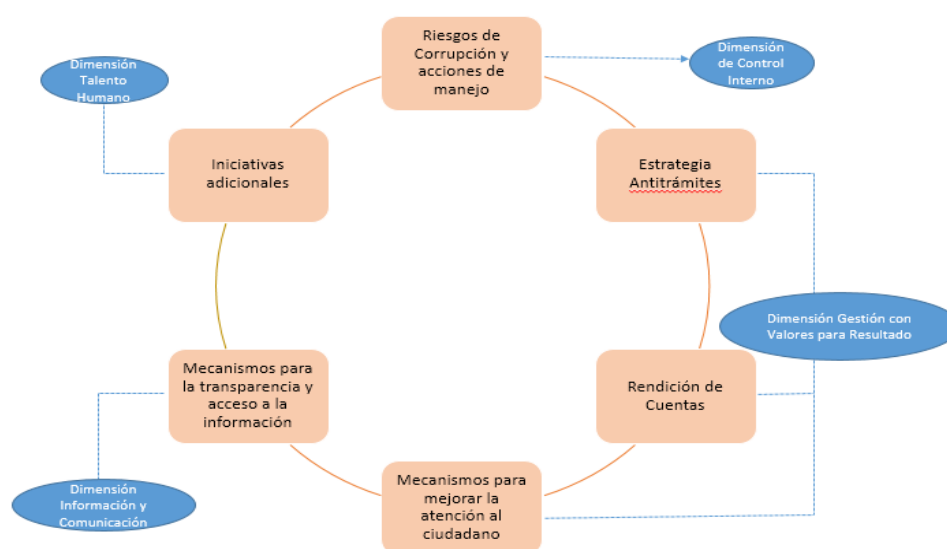 Riesgos de
Corrupción y
acciones de
manejo
Dimensión
de Control
Interno
Dimensión
Talento
Humano
Iniciativas
adicionales
Estrategia
Antitrámites
Dimensión Gestión con
Valores para Resultado
Mecanismos para
la transparencia y
acceso a la
información
Rendición de
Cuentas
Mecanismos para
mejorar la
atención al
ciudadano
Dimensión
Información y
Comunicación